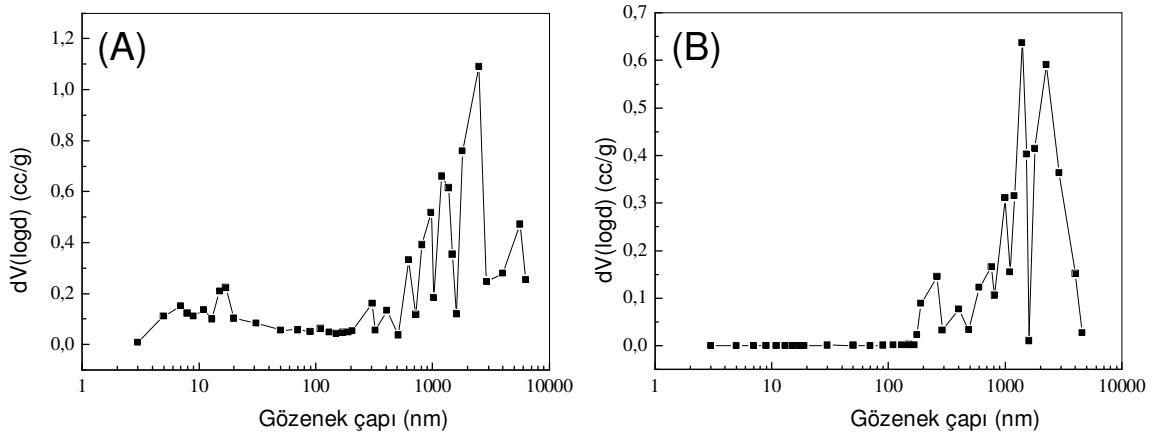 (A)
1,2
1,0
0,8
0,6
0,4
0,2
0,0
dV(logd) (cc/g)
1 10 100 1000 10000
Gözenek çapı (nm)
(B)
0,7
0,6
0,5
0,4
0,3
0,2
0,1
0,0
dV(logd) (cc/g)
1 10 100 1000 10000
Gözenek çapı (nm)